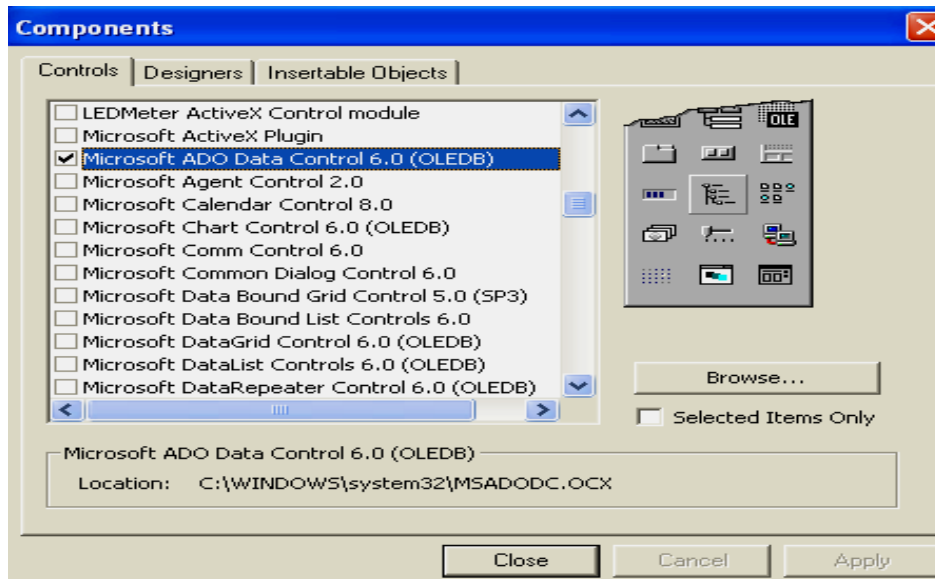 Components
Controls Designers Insertable Objects
LEDMeter ActiveX Control module
Microsoft ActiveX Plugin
Microsoft ADO Data Control 6.0 (OLEDB)
Microsoft Agent Control 2.0
Microsoft Calendar Control 8.0
Microsoft Chart Control 6.0 (OLEDB)
Microsoft Comm Control 6.0
Microsoft Common Dialog Control 6.0
Microsoft Data Bound Grid Control 5.0 (SP3)
Microsoft Data Bound List Controls 6.0
Microsoft DataGrid Control 6.0 (OLEDB)
Microsoft DataList Controls 6.0 (OLEDB)
Microsoft DataRepeater Control 6.0 (OLEDB)
OLE
Browse...
Selected Items Only
Microsoft ADO Data Control 6.0 (OLEDB)
Location: C:\WINDOWS\system32\MSADODC.OCX
Close Cancel Apply